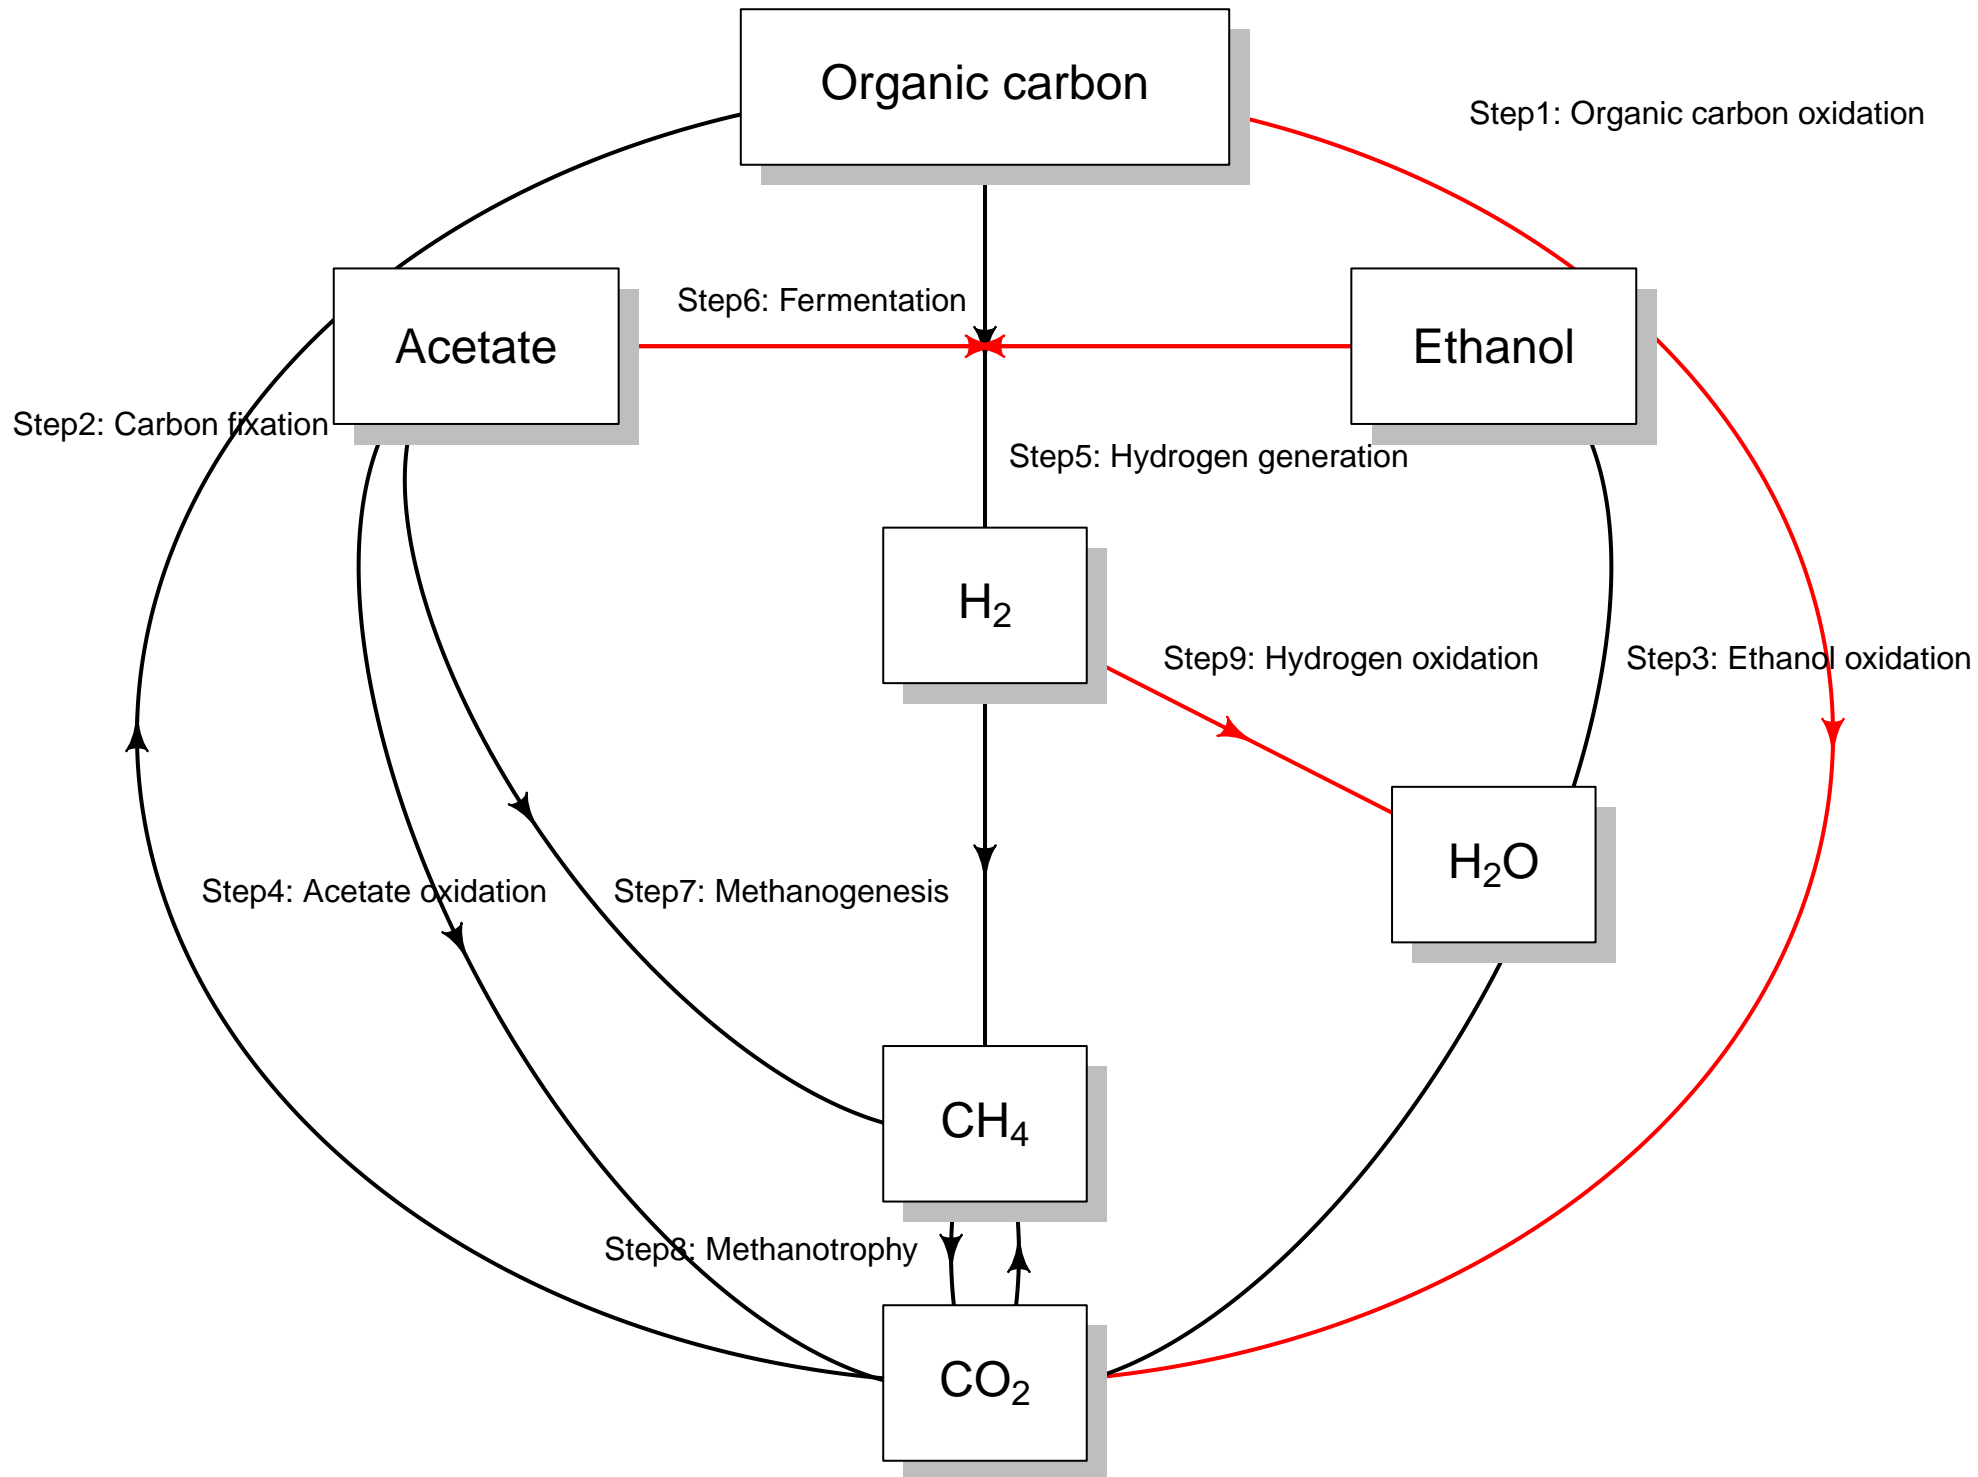 Organic carbon
Step1: Organic carbon oxidation
Step6: Fermentation
Acetate
Ethanol
Step2: Carbon fixation
Step5: Hydrogen generation
H₂
Step9: Hydrogen oxidation
Step3: Ethanol oxidation
H₂O
Step4: Acetate oxidation
Step7: Methanogenesis
CH₄
Step8: Methanotrophy
CO₂